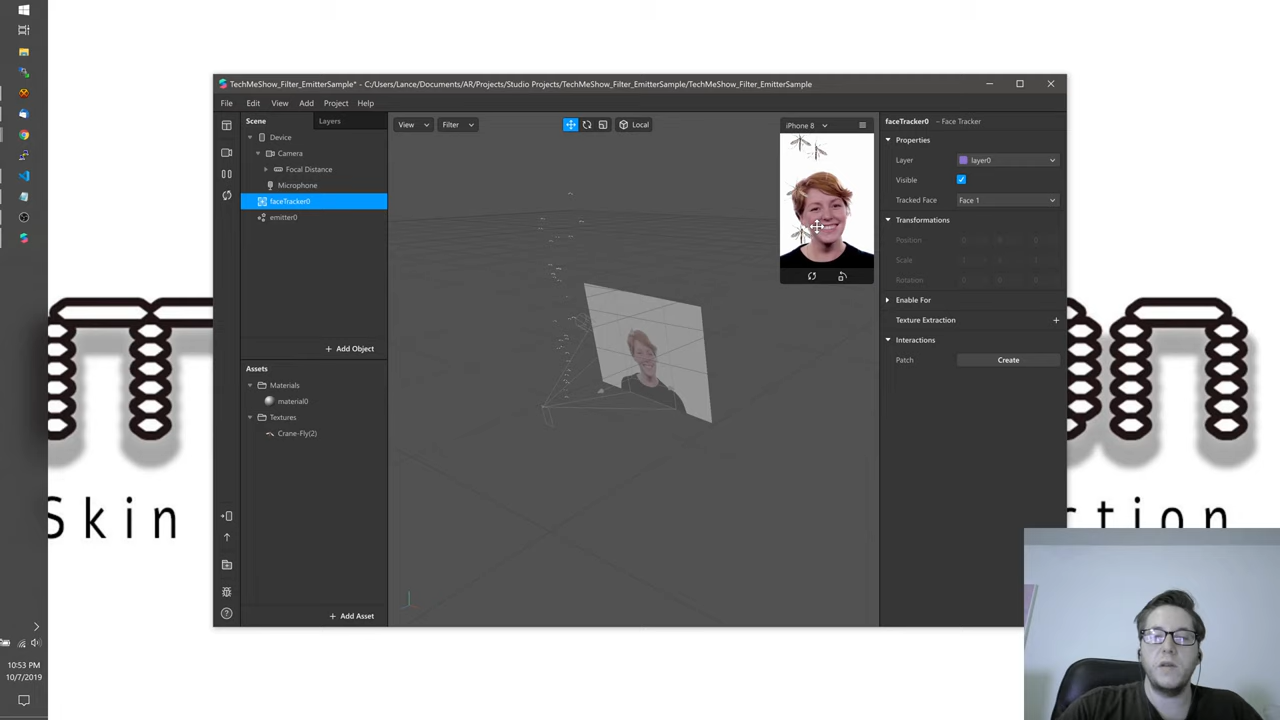 TechMeShow_Filter_EmitterSample* - C:/Users/Lance/Documents/AR/Projects/Studio Projects/TechMeShow_Filter_EmitterSample/TechMeShow_Filter_EmitterSample
File Edit View Add Project Help
Scene Layers
Device
Camera
Focal Distance
Microphone
faceTracker0
emitter0
+ Add Object
Assets
Materials
material0
Textures
Crane-Fly(2)
+ Add Asset
View Filter Local
iPhone 8
faceTracker0 – Face Tracker
Properties
Layer layer0
Visible
Tracked Face Face 1
Transformations
Position
Scale
Rotation
Enable For
Texture Extraction +
Interactions
Patch Create
Skin
ction
10:53 PM
10/7/2019